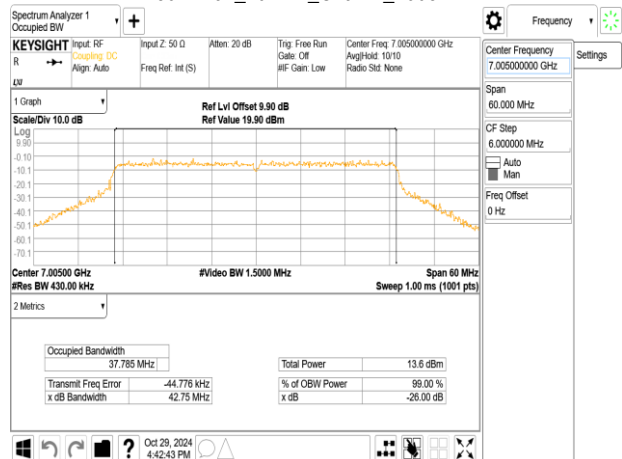 Spectrum Analyzer 1
Occupied BW
+
Frequency
KEYSIGHT
R
LXI
Input: RF
Coupling: DC
Align: Auto
Input Z: 50 Ω
Freq Ref: Int (S)
Atten: 20 dB
Trig: Free Run
Gate: Off
#IF Gain: Low
Center Freq: 7.005000000 GHz
Avg|Hold: 10/10
Radio Std: None
Center Frequency
7.005000000 GHz
Settings
Span
60.000 MHz
CF Step
6.000000 MHz
Auto
Man
Freq Offset
0 Hz
1 Graph
Scale/Div 10.0 dB
Ref Lvl Offset 9.90 dB
Ref Value 19.90 dBm
Log
9.90
-0.10
-10.1
-20.1
-30.1
-40.1
-50.1
-60.1
-70.1
Center 7.00500 GHz
#Video BW 1.5000 MHz
Span 60 MHz
#Res BW 430.00 kHz
Sweep 1.00 ms (1001 pts)
2 Metrics
Occupied Bandwidth
37.785 MHz
Total Power 13.6 dBm
Transmit Freq Error -44.776 kHz
% of OBW Power 99.00 %
x dB Bandwidth 42.75 MHz
x dB -26.00 dB
?
Oct 29, 2024
4:42:43 PM